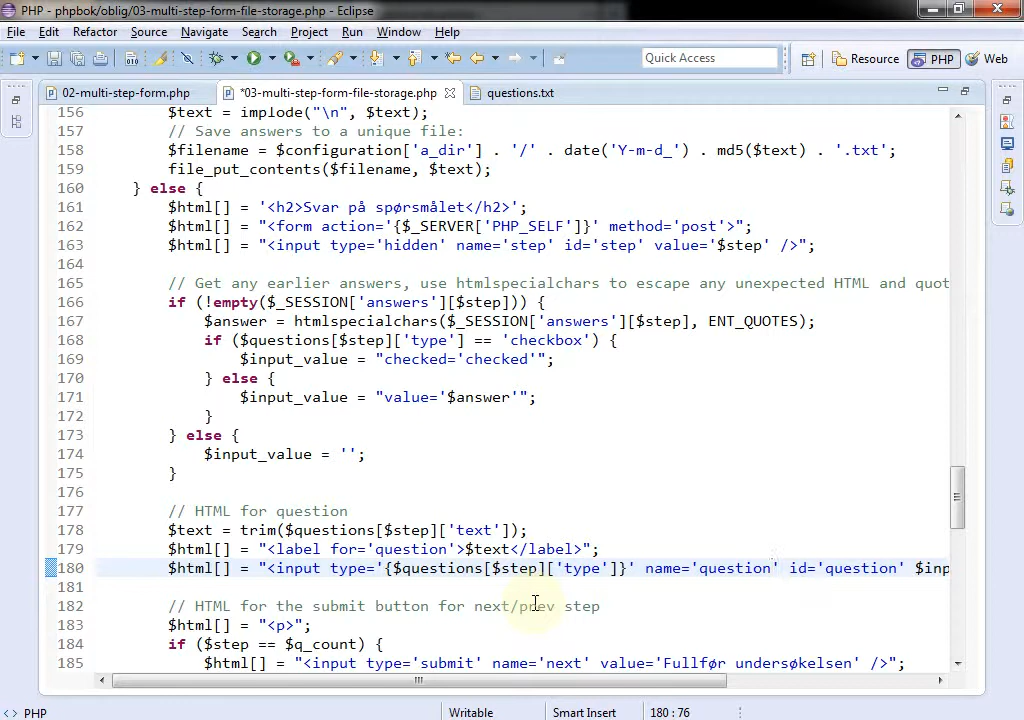 PHP - phpbok/oblig/03-multi-step-form-file-storage.php - Eclipse
File Edit Refactor Source Navigate Search Project Run Window Help
Quick Access Resource PHP Web
02-multi-step-form.php *03-multi-step-form-file-storage.php questions.txt
156 $text = implode("\n", $text);
157 // Save answers to a unique file:
158 $filename = $configuration['a_dir'] . '/' . date('Y-m-d_') . md5($text) . '.txt';
159 file_put_contents($filename, $text);
160 } else {
161 $html[] = '<h2>Svar på spørsmålet</h2>';
162 $html[] = "<form action='{$_SERVER['PHP_SELF']}' method='post'>";
163 $html[] = "<input type='hidden' name='step' id='step' value='$step' />";
164
165 // Get any earlier answers, use htmlspecialchars to escape any unexpected HTML and quot
166 if (!empty($_SESSION['answers'][$step])) {
167 $answer = htmlspecialchars($_SESSION['answers'][$step], ENT_QUOTES);
168 if ($questions[$step]['type'] == 'checkbox') {
169 $input_value = "checked='checked'";
170 } else {
171 $input_value = "value='$answer'";
172 }
173 } else {
174 $input_value = '';
175 }
176
177 // HTML for question
178 $text = trim($questions[$step]['text']);
179 $html[] = "<label for='question'>$text</label>";
180 $html[] = "<input type='{$questions[$step]['type']}' name='question' id='question' $inp
181
182 // HTML for the submit button for next/prev step
183 $html[] = "<p>";
184 if ($step == $q_count) {
185 $html[] = "<input type='submit' name='next' value='Fullfør undersøkelsen' />";
PHP Writable Smart Insert 180 : 76